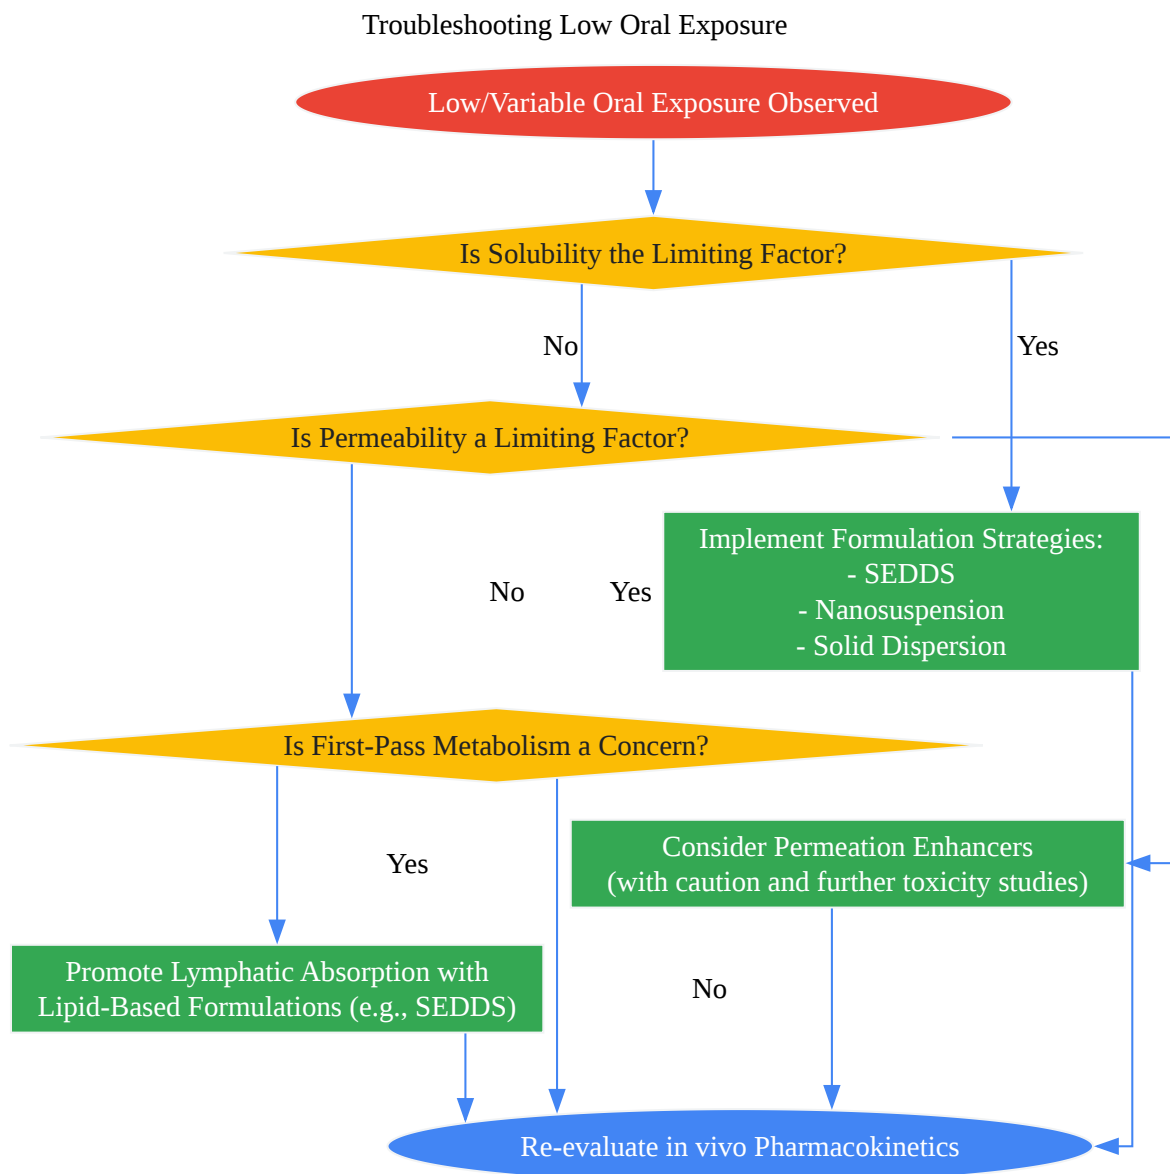 Troubleshooting Low Oral Exposure
Low/Variable Oral Exposure Observed
Is Solubility the Limiting Factor?
No
Yes
Is Permeability a Limiting Factor?
Implement Formulation Strategies:
- SEDDS
- Nanosuspension
- Solid Dispersion
No
Yes
Is First-Pass Metabolism a Concern?
Consider Permeation Enhancers
(with caution and further toxicity studies)
Yes
Promote Lymphatic Absorption with
Lipid-Based Formulations (e.g., SEDDS)
No
Re-evaluate in vivo Pharmacokinetics